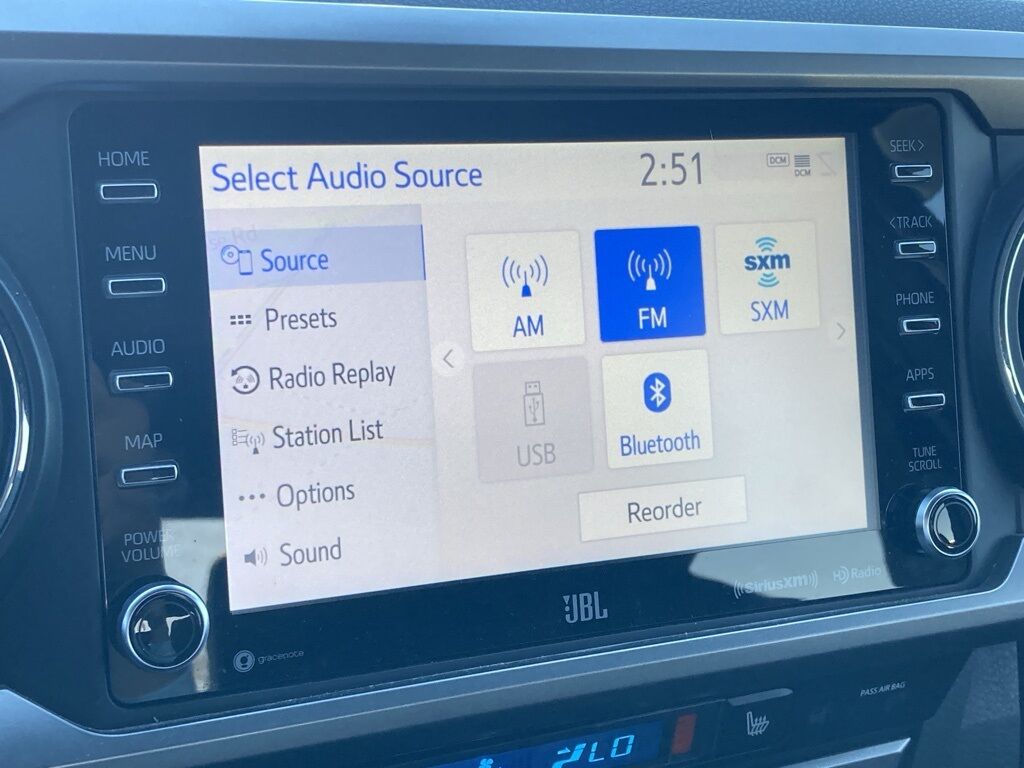 HOME
MENU
AUDIO
MAP
POWER
VOLUME
Select Audio Source
2:51
DCM
DCM
Source
Presets
Radio Replay
Station List
Options
Sound
AM
FM
sxm
SXM
USB
Bluetooth
Reorder
SEEK >
< TRACK
PHONE
APPS
TUNE
SCROLL
gracenote
JBL
((SiriusXM))
HD Radio
PASS AIR BAG
LO